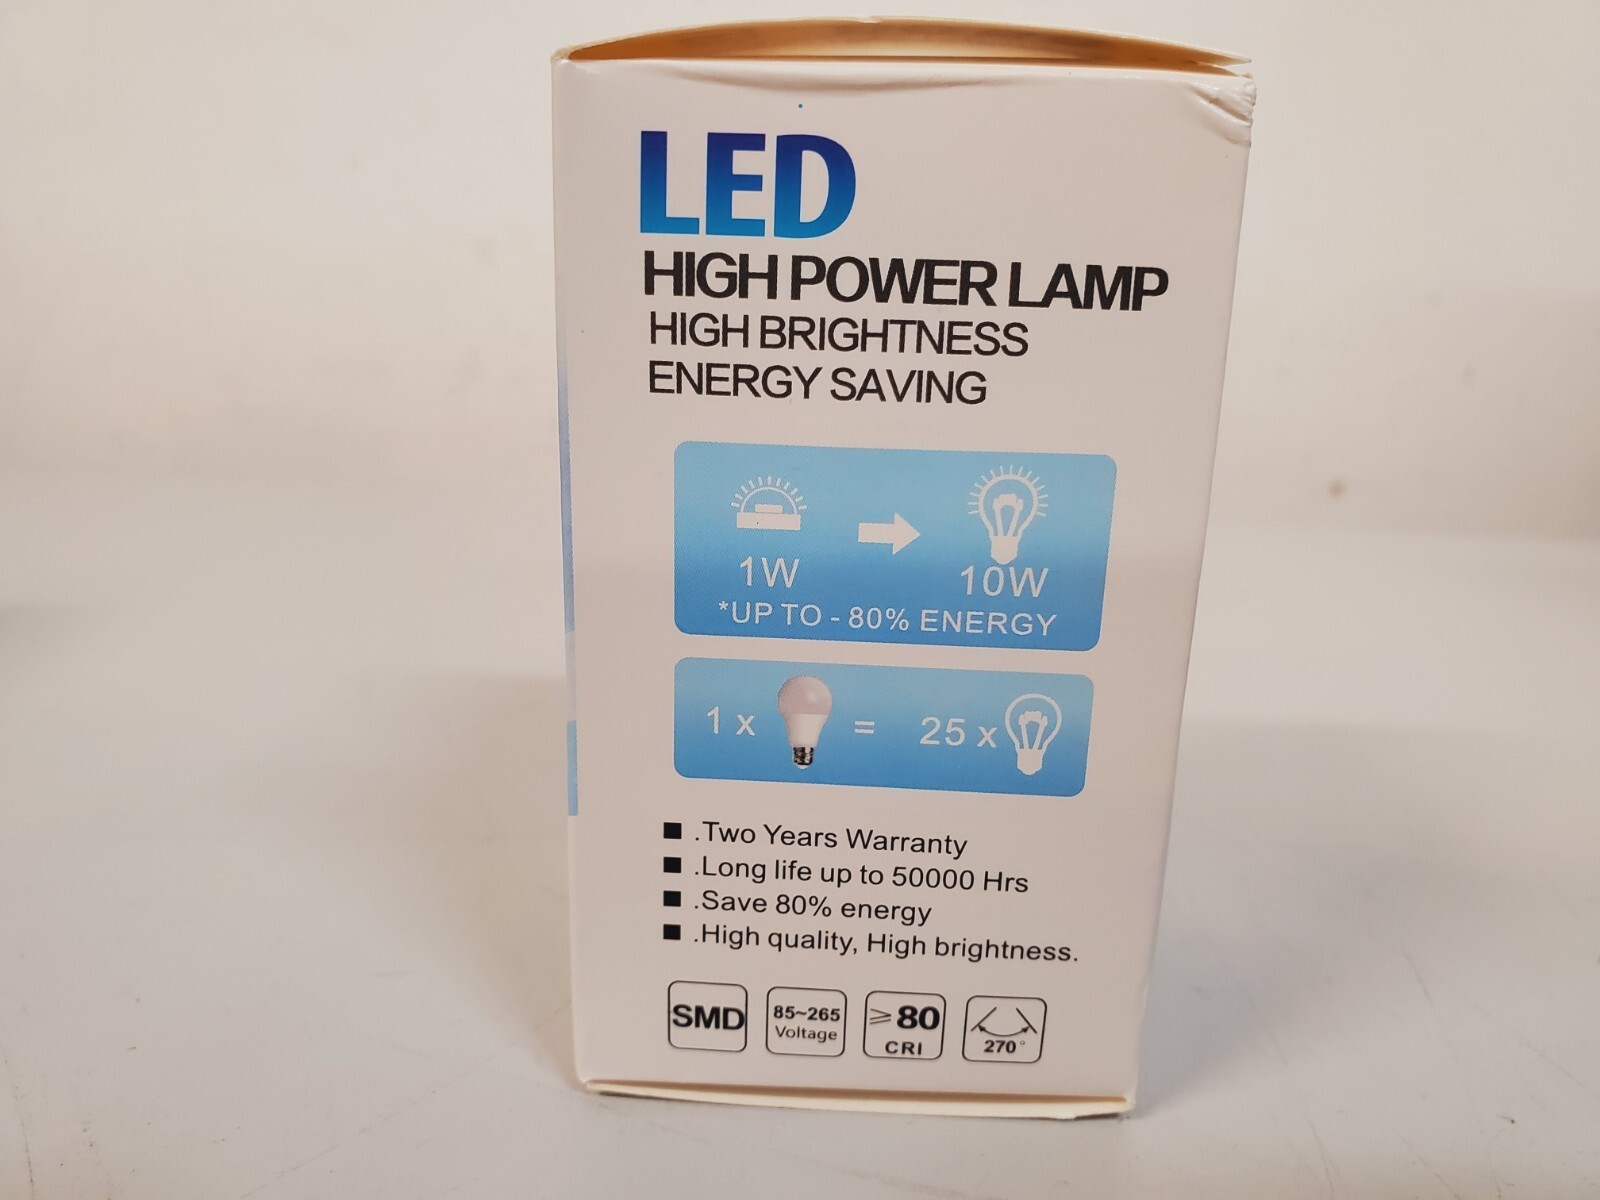 LED
HIGH POWER LAMP
HIGH BRIGHTNESS
ENERGY SAVING
1W
10W
*UP TO - 80% ENERGY
1 x = 25 x
■ .Two Years Warranty
■ .Long life up to 50000 Hrs
■ .Save 80% energy
■ .High quality, High brightness.
SMD
85~265
Voltage
≥80
CRI
270°